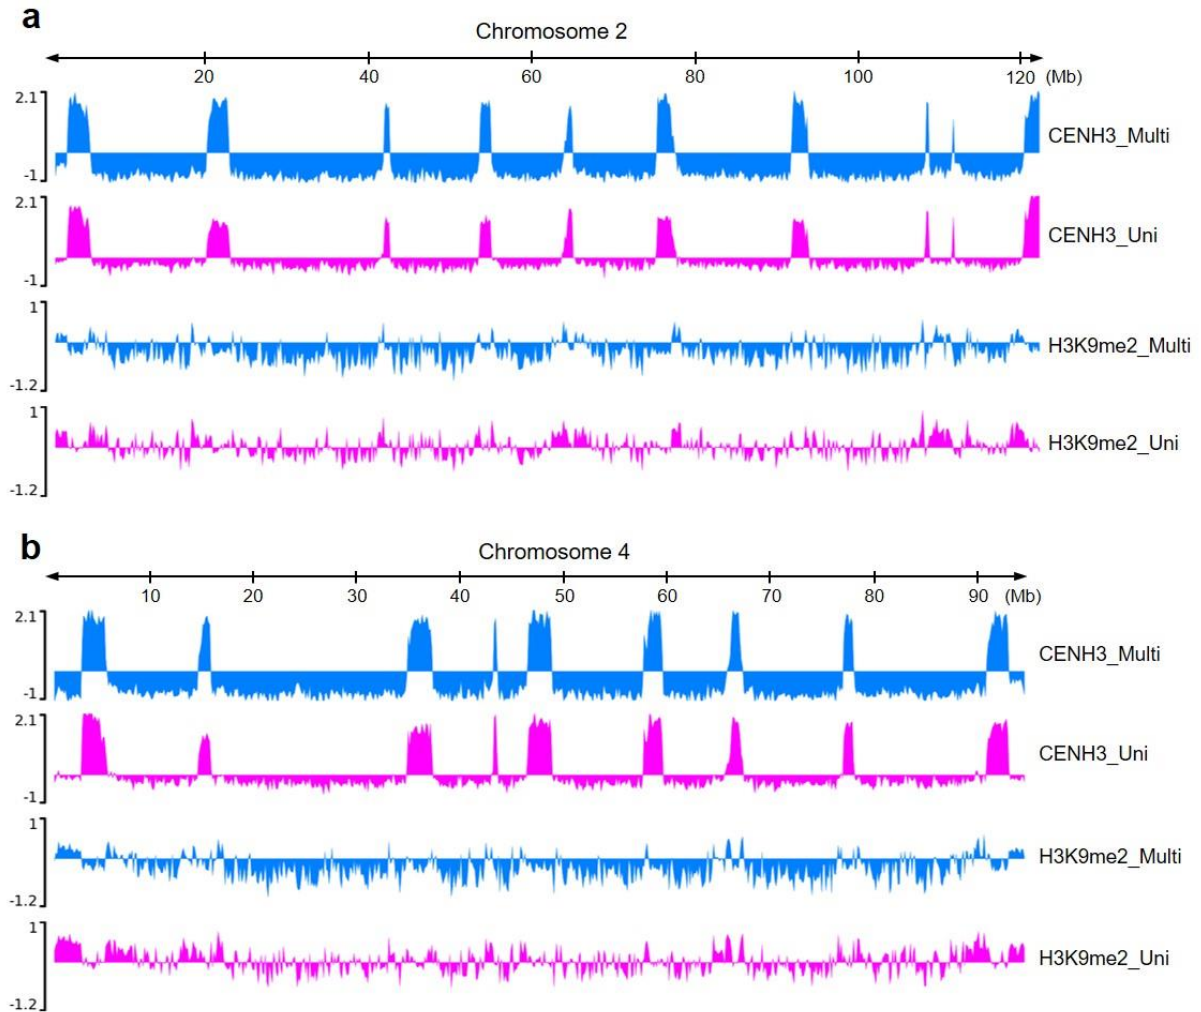 a
Chromosome 2
20 40 60 80 100 120 (Mb)
2.1
-1
CENH3_Multi
2.1
-1
CENH3_Uni
1
-1.2
H3K9me2_Multi
1
-1.2
H3K9me2_Uni
b
Chromosome 4
10 20 30 40 50 60 70 80 90 (Mb)
2.1
-1
CENH3_Multi
2.1
-1
CENH3_Uni
1
-1.2
H3K9me2_Multi
1
-1.2
H3K9me2_Uni